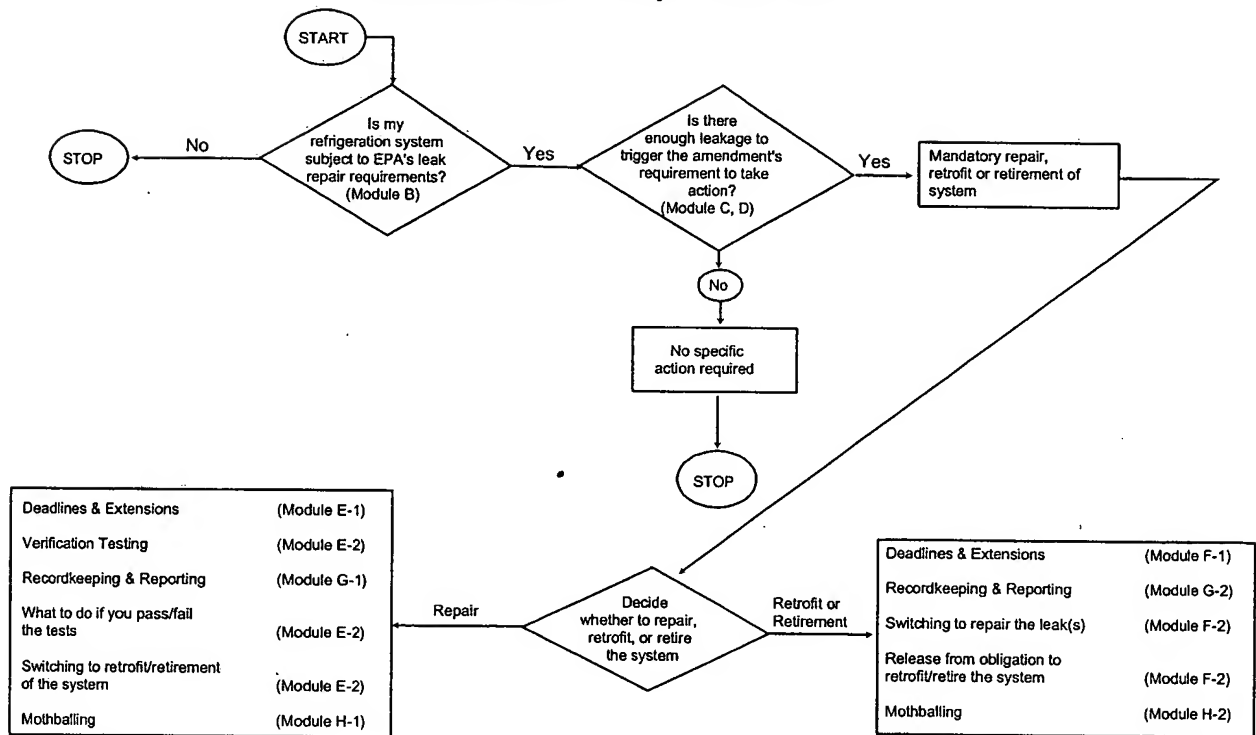 START
Is my
refrigeration system
subject to EPA's leak
repair requirements?
(Module B)
No
STOP
Yes
Is there
enough leakage to
trigger the amendment's
requirement to take
action?
(Module C, D)
Yes
Mandatory repair,
retrofit or retirement of
system
No
No specific
action required
STOP
Decide
whether to repair,
retrofit, or retire
the system
Repair
Deadlines & Extensions (Module E-1)
Verification Testing (Module E-2)
Recordkeeping & Reporting (Module G-1)
What to do if you pass/fail
the tests (Module E-2)
Switching to retrofit/retirement
of the system (Module E-2)
Mothballing (Module H-1)
Retrofit or
Retirement
Deadlines & Extensions (Module F-1)
Recordkeeping & Reporting (Module G-2)
Switching to repair the leak(s) (Module F-2)
Release from obligation to
retrofit/retire the system (Module F-2)
Mothballing (Module H-2)